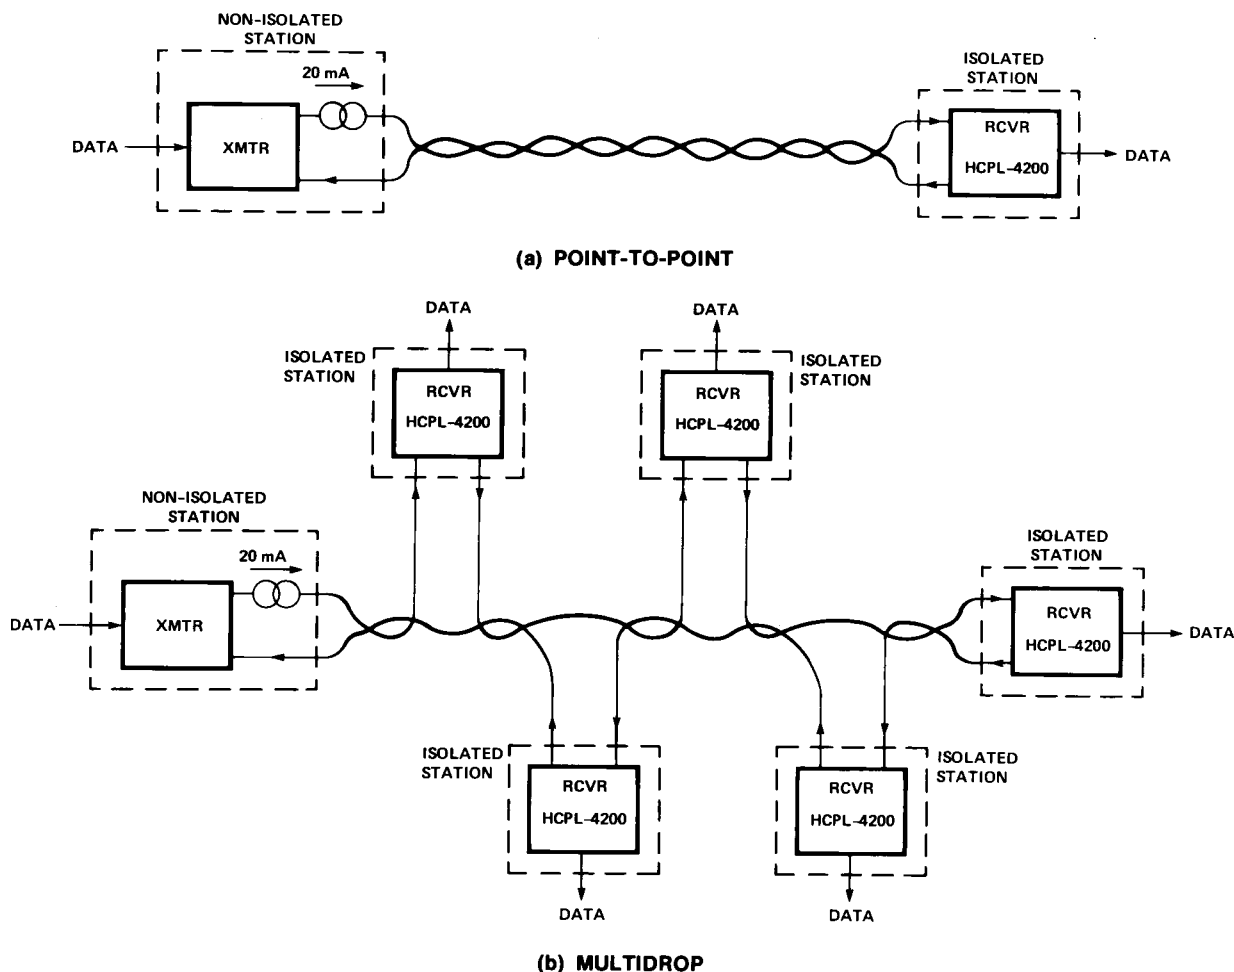 NON-ISOLATED
STATION
20 mA
DATA
XMTR
ISOLATED
STATION
RCVR
HCPL-4200
DATA
(a) POINT-TO-POINT
DATA
ISOLATED
STATION
RCVR
HCPL-4200
DATA
ISOLATED
STATION
RCVR
HCPL-4200
NON-ISOLATED
STATION
20 mA
DATA
XMTR
ISOLATED
STATION
RCVR
HCPL-4200
DATA
ISOLATED
STATION
RCVR
HCPL-4200
DATA
ISOLATED
STATION
RCVR
HCPL-4200
DATA
(b) MULTIDROP